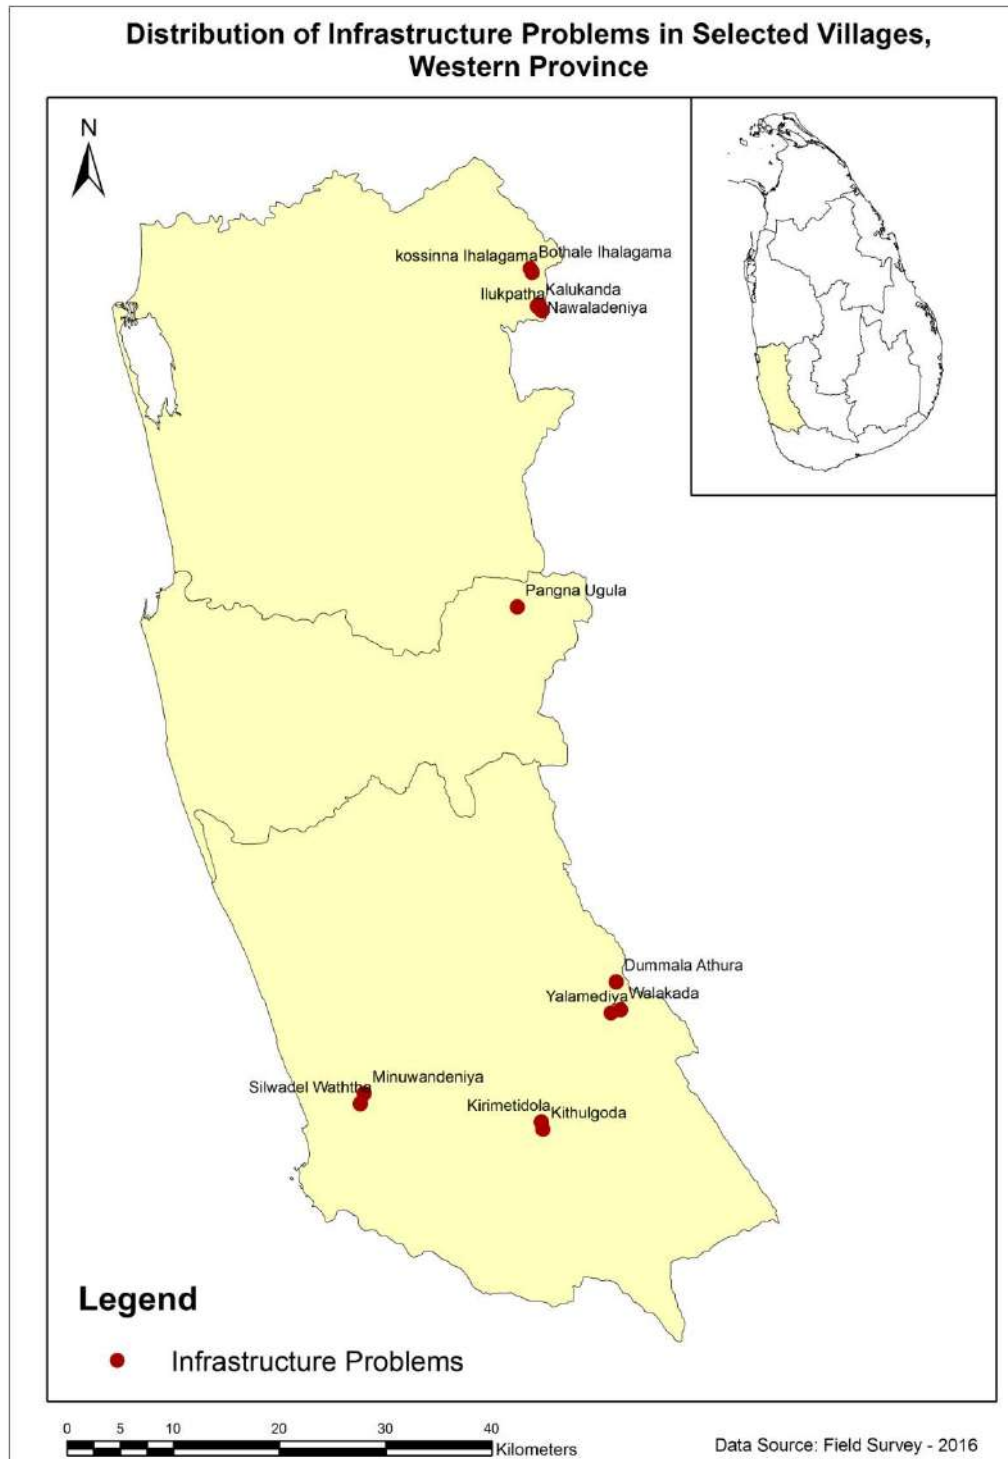 Distribution of Infrastructure Problems in Selected Villages,
Western Province
N
kossinna Ihalagama
Bothale Ihalagama
Ilukpatha
Kalukanda
Nawaladeniya
Pangna Ugula
Dummala Athura
Yalamediya
Walakada
Minuwandeniya
Silwadel Waththa
Kirimetidola
Kithulgoda
Legend
Infrastructure Problems
0 5 10 20 30 40
Kilometers
Data Source: Field Survey - 2016